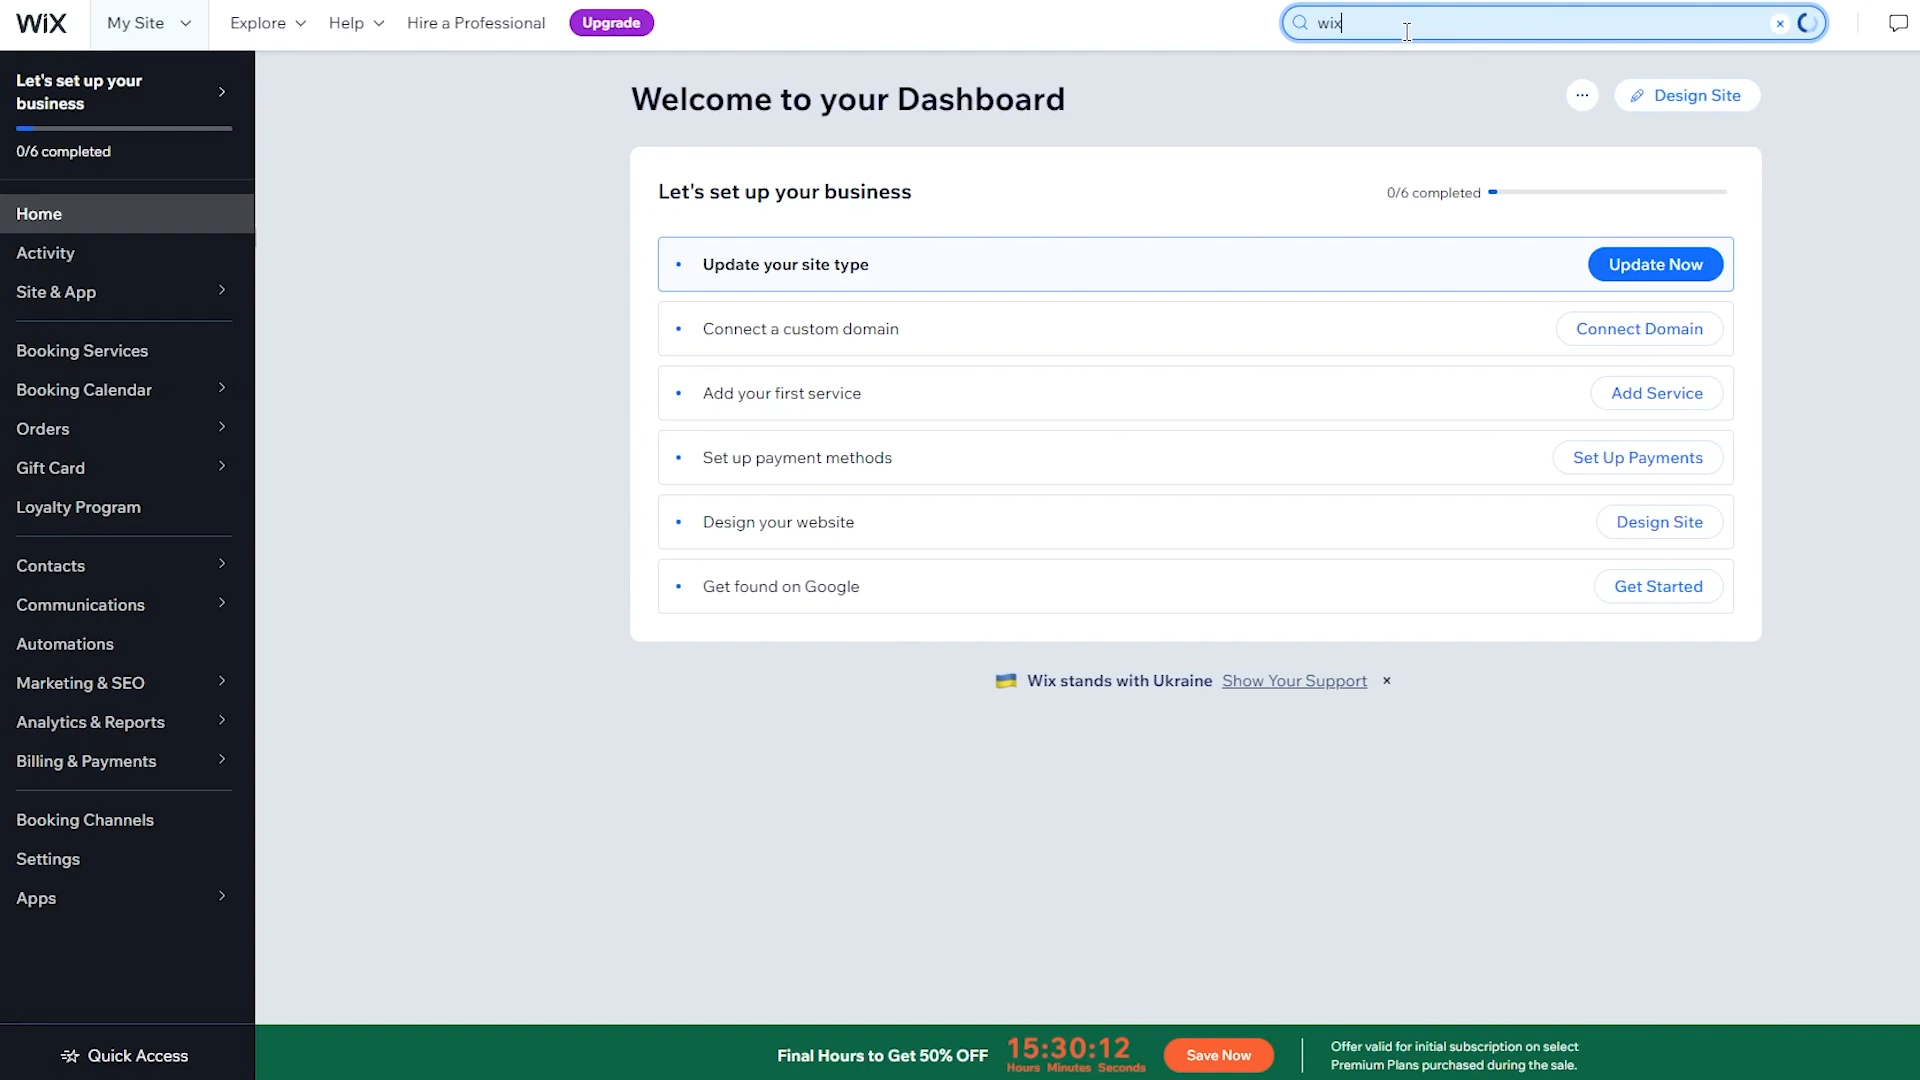 WiX
My Site
Explore
Help
Hire a Professional
Upgrade
wix
Let's set up your
business
0/6 completed
Home
Activity
Site & App
Booking Services
Booking Calendar
Orders
Gift Card
Loyalty Program
Contacts
Communications
Automations
Marketing & SEO
Analytics & Reports
Billing & Payments
Booking Channels
Settings
Apps
Quick Access
Welcome to your Dashboard
Design Site
Let's set up your business
0/6 completed
Update your site type
Update Now
Connect a custom domain
Connect Domain
Add your first service
Add Service
Set up payment methods
Set Up Payments
Design your website
Design Site
Get found on Google
Get Started
Wix stands with Ukraine Show Your Support
Final Hours to Get 50% OFF
15:30:12
Hours Minutes Seconds
Save Now
Offer valid for initial subscription on select
Premium Plans purchased during the sale.